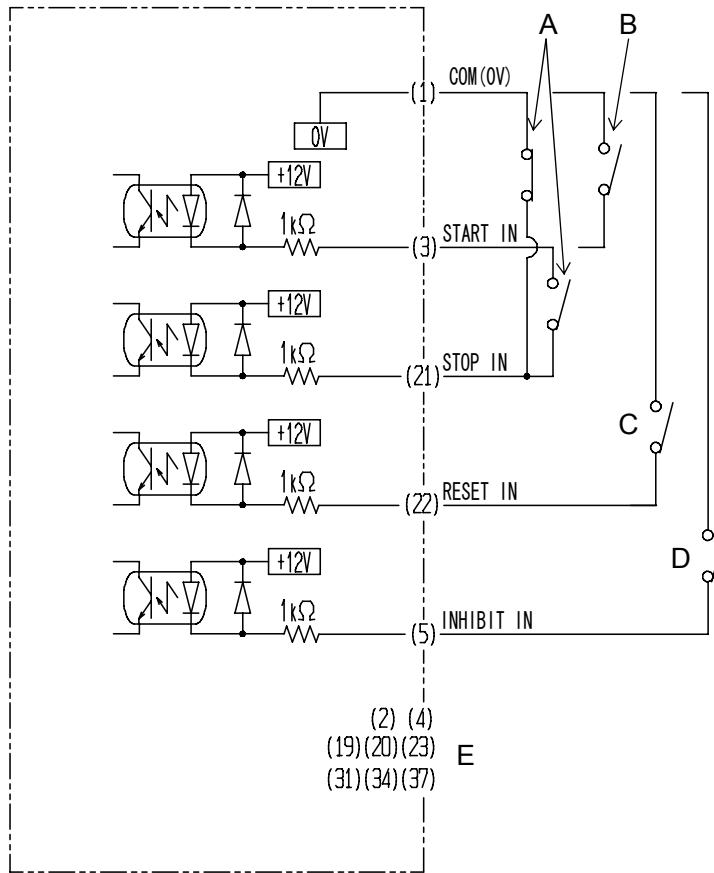 A B
(1) COM(0V)
0V
+12V
1kΩ
(3) START IN
+12V
1kΩ
(21) STOP IN
+12V
1kΩ
C
(22) RESET IN
+12V
D
1kΩ
(5) INHIBIT IN
(2) (4)
(19)(20)(23) E
(31)(34)(37)